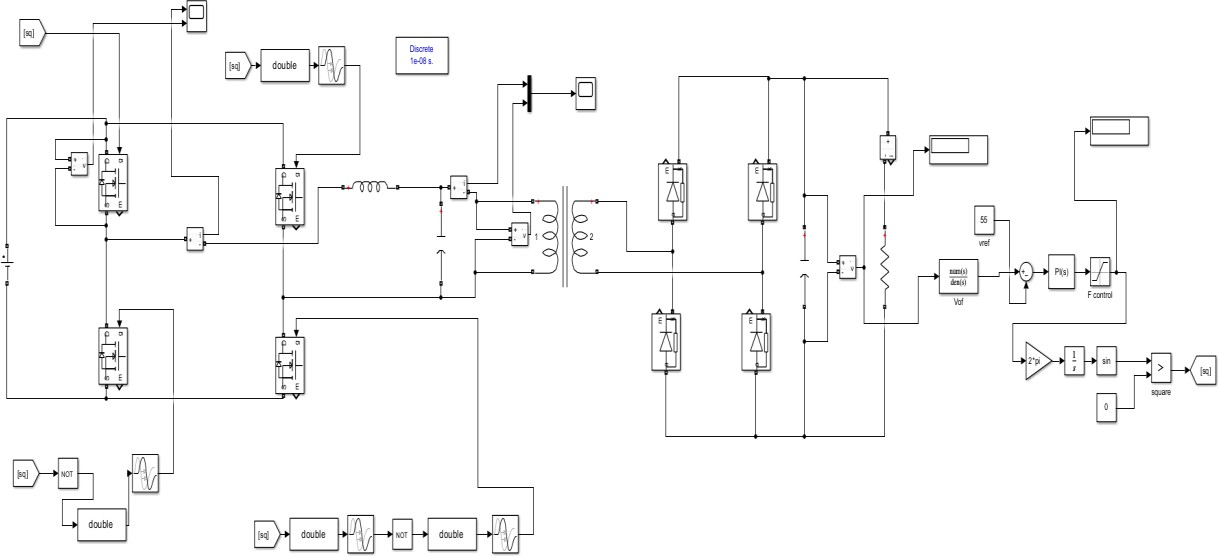 [sq]
[sq]
double
Discrete
1e-08 s.
1
2
55
vref
num(s)
den(s)
Vof
PI(s)
F control
2*pi
1
s
sin
>
square
[sq]
0
[sq]
NOT
double
[sq]
double
NOT
double